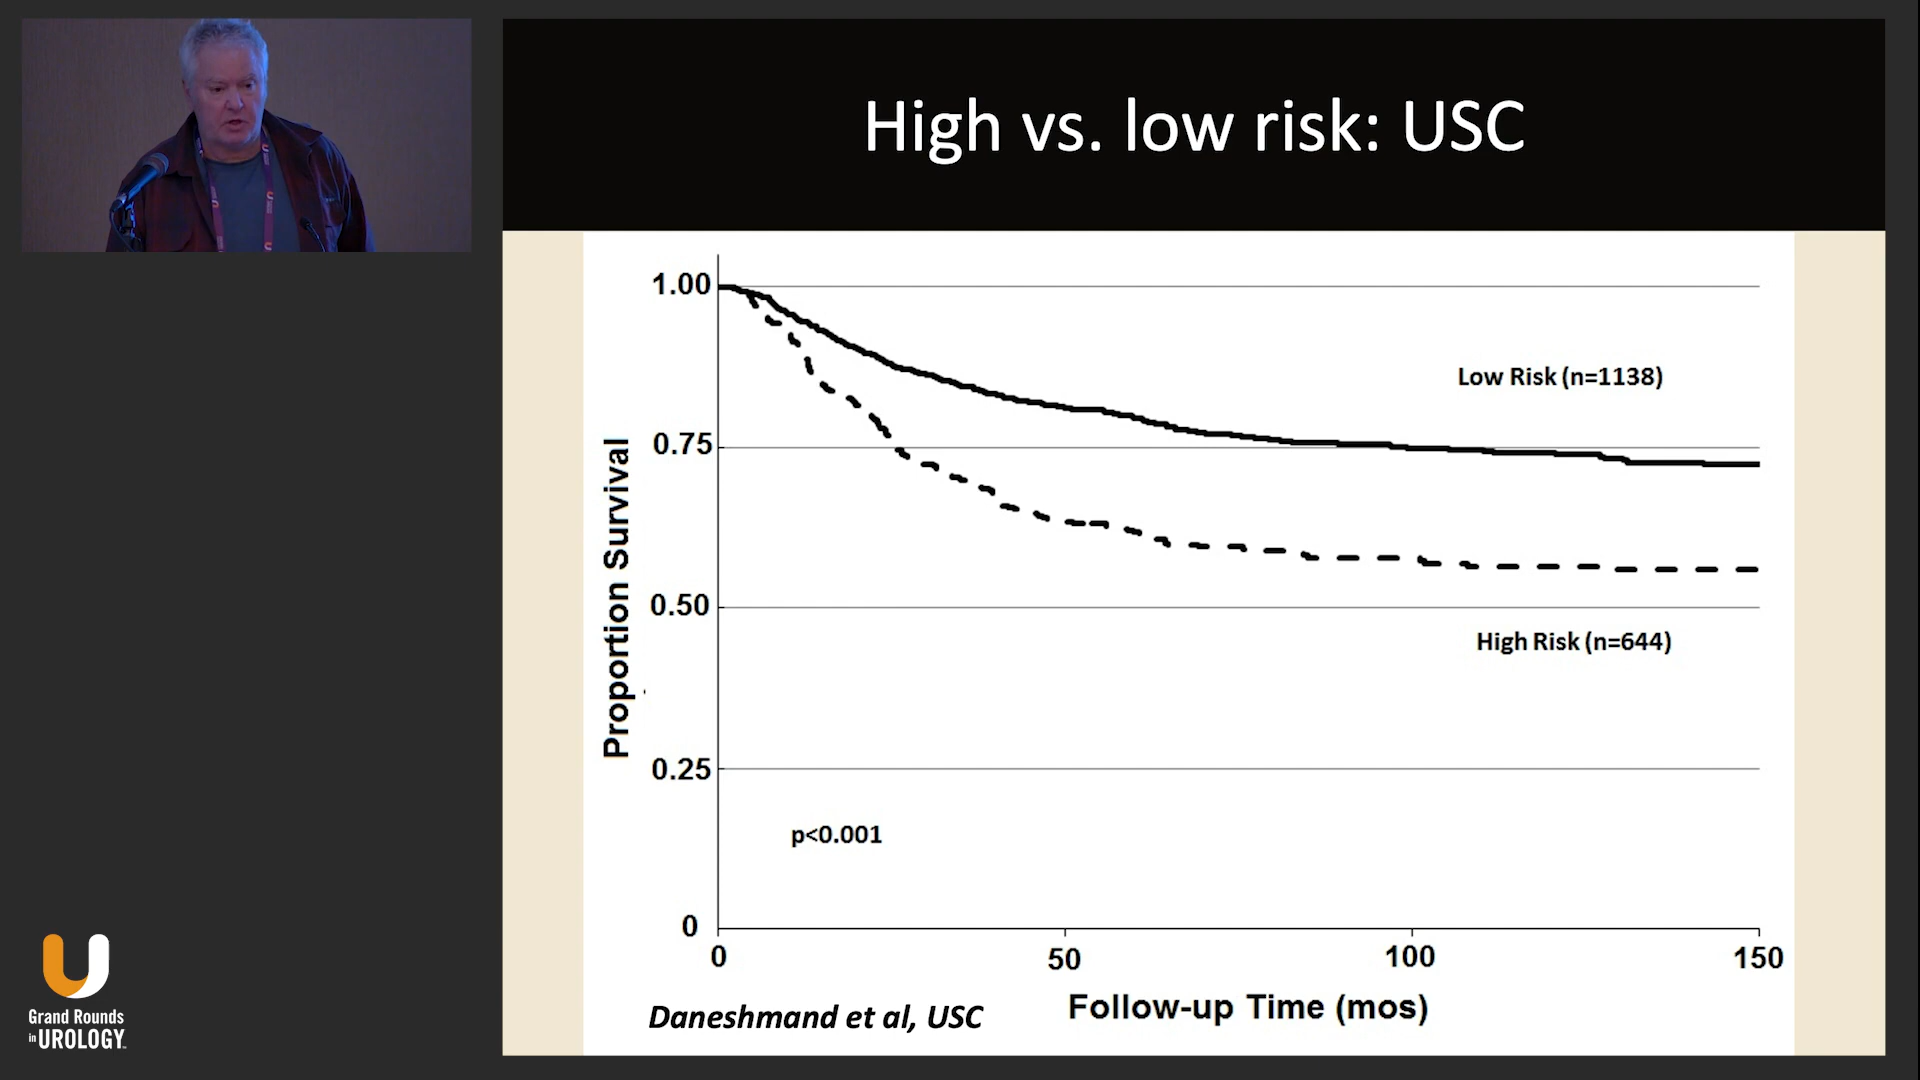 High vs. low risk: USC
1.00
Low Risk (n=1138)
0.75
Proportion Survival
0.50
High Risk (n=644)
0.25
p<0.001
0
0
50
100
150
Follow-up Time (mos)
Daneshmand et al, USC
Grand Rounds
in UROLOGY